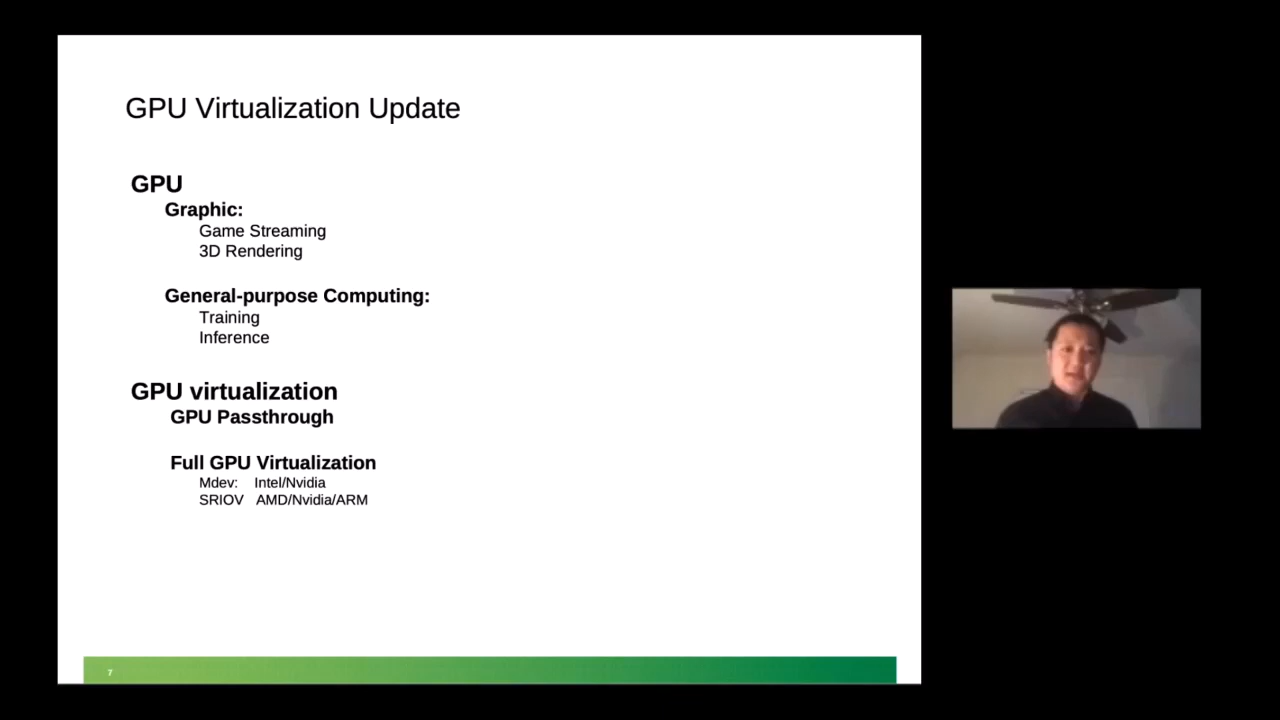 GPU Virtualization Update
GPU
Graphic:
Game Streaming
3D Rendering
General-purpose Computing:
Training
Inference
GPU virtualization
GPU Passthrough
Full GPU Virtualization
Mdev: Intel/Nvidia
SRIOV AMD/Nvidia/ARM
7